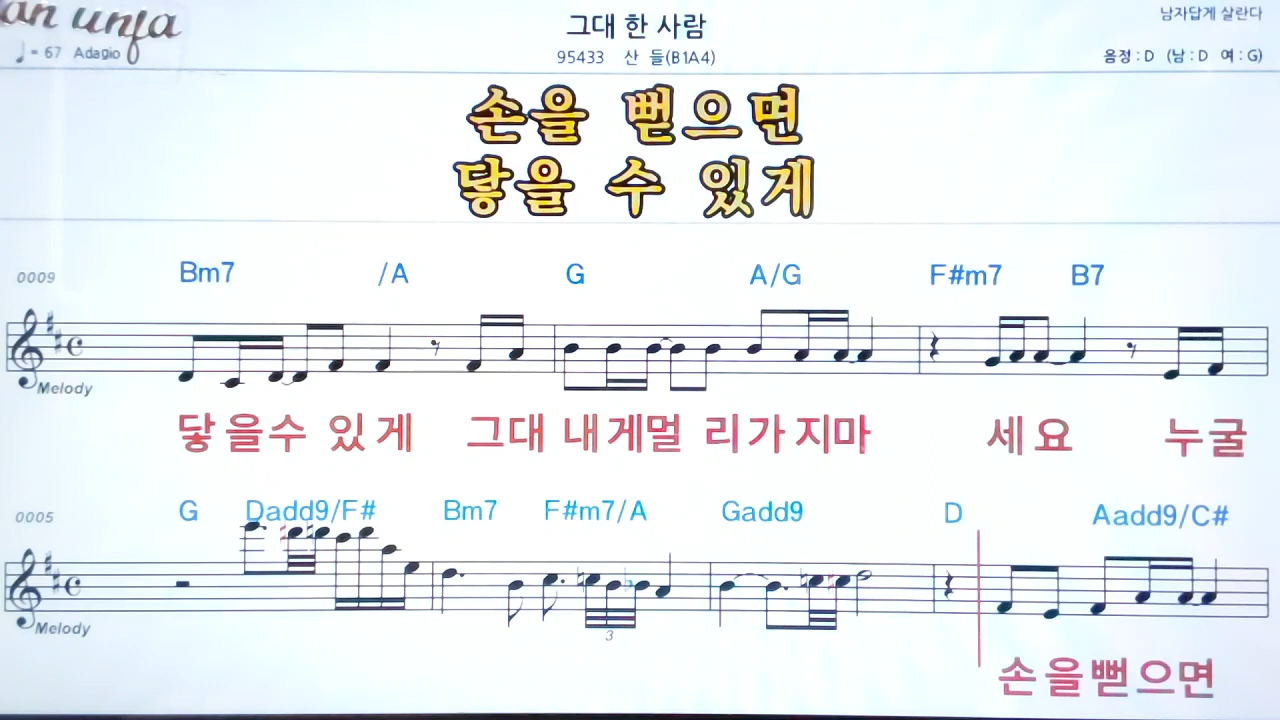 an unfa
남자답게 살란다
그대 한 사람
♩= 67 Adagio
95433 산 들(B1A4)
음정 : D (남 : D 여 : G)
손을 뻗으면
닿을 수 있게
0009 Bm7 /A G A/G F#m7 B7
Melody
닿을수 있게 그대 내게멀 리가 지마 세요 누굴
0005 G Dadd9/F# Bm7 F#m7/A Gadd9 D Aadd9/C#
Melody
3
손을뻗으면